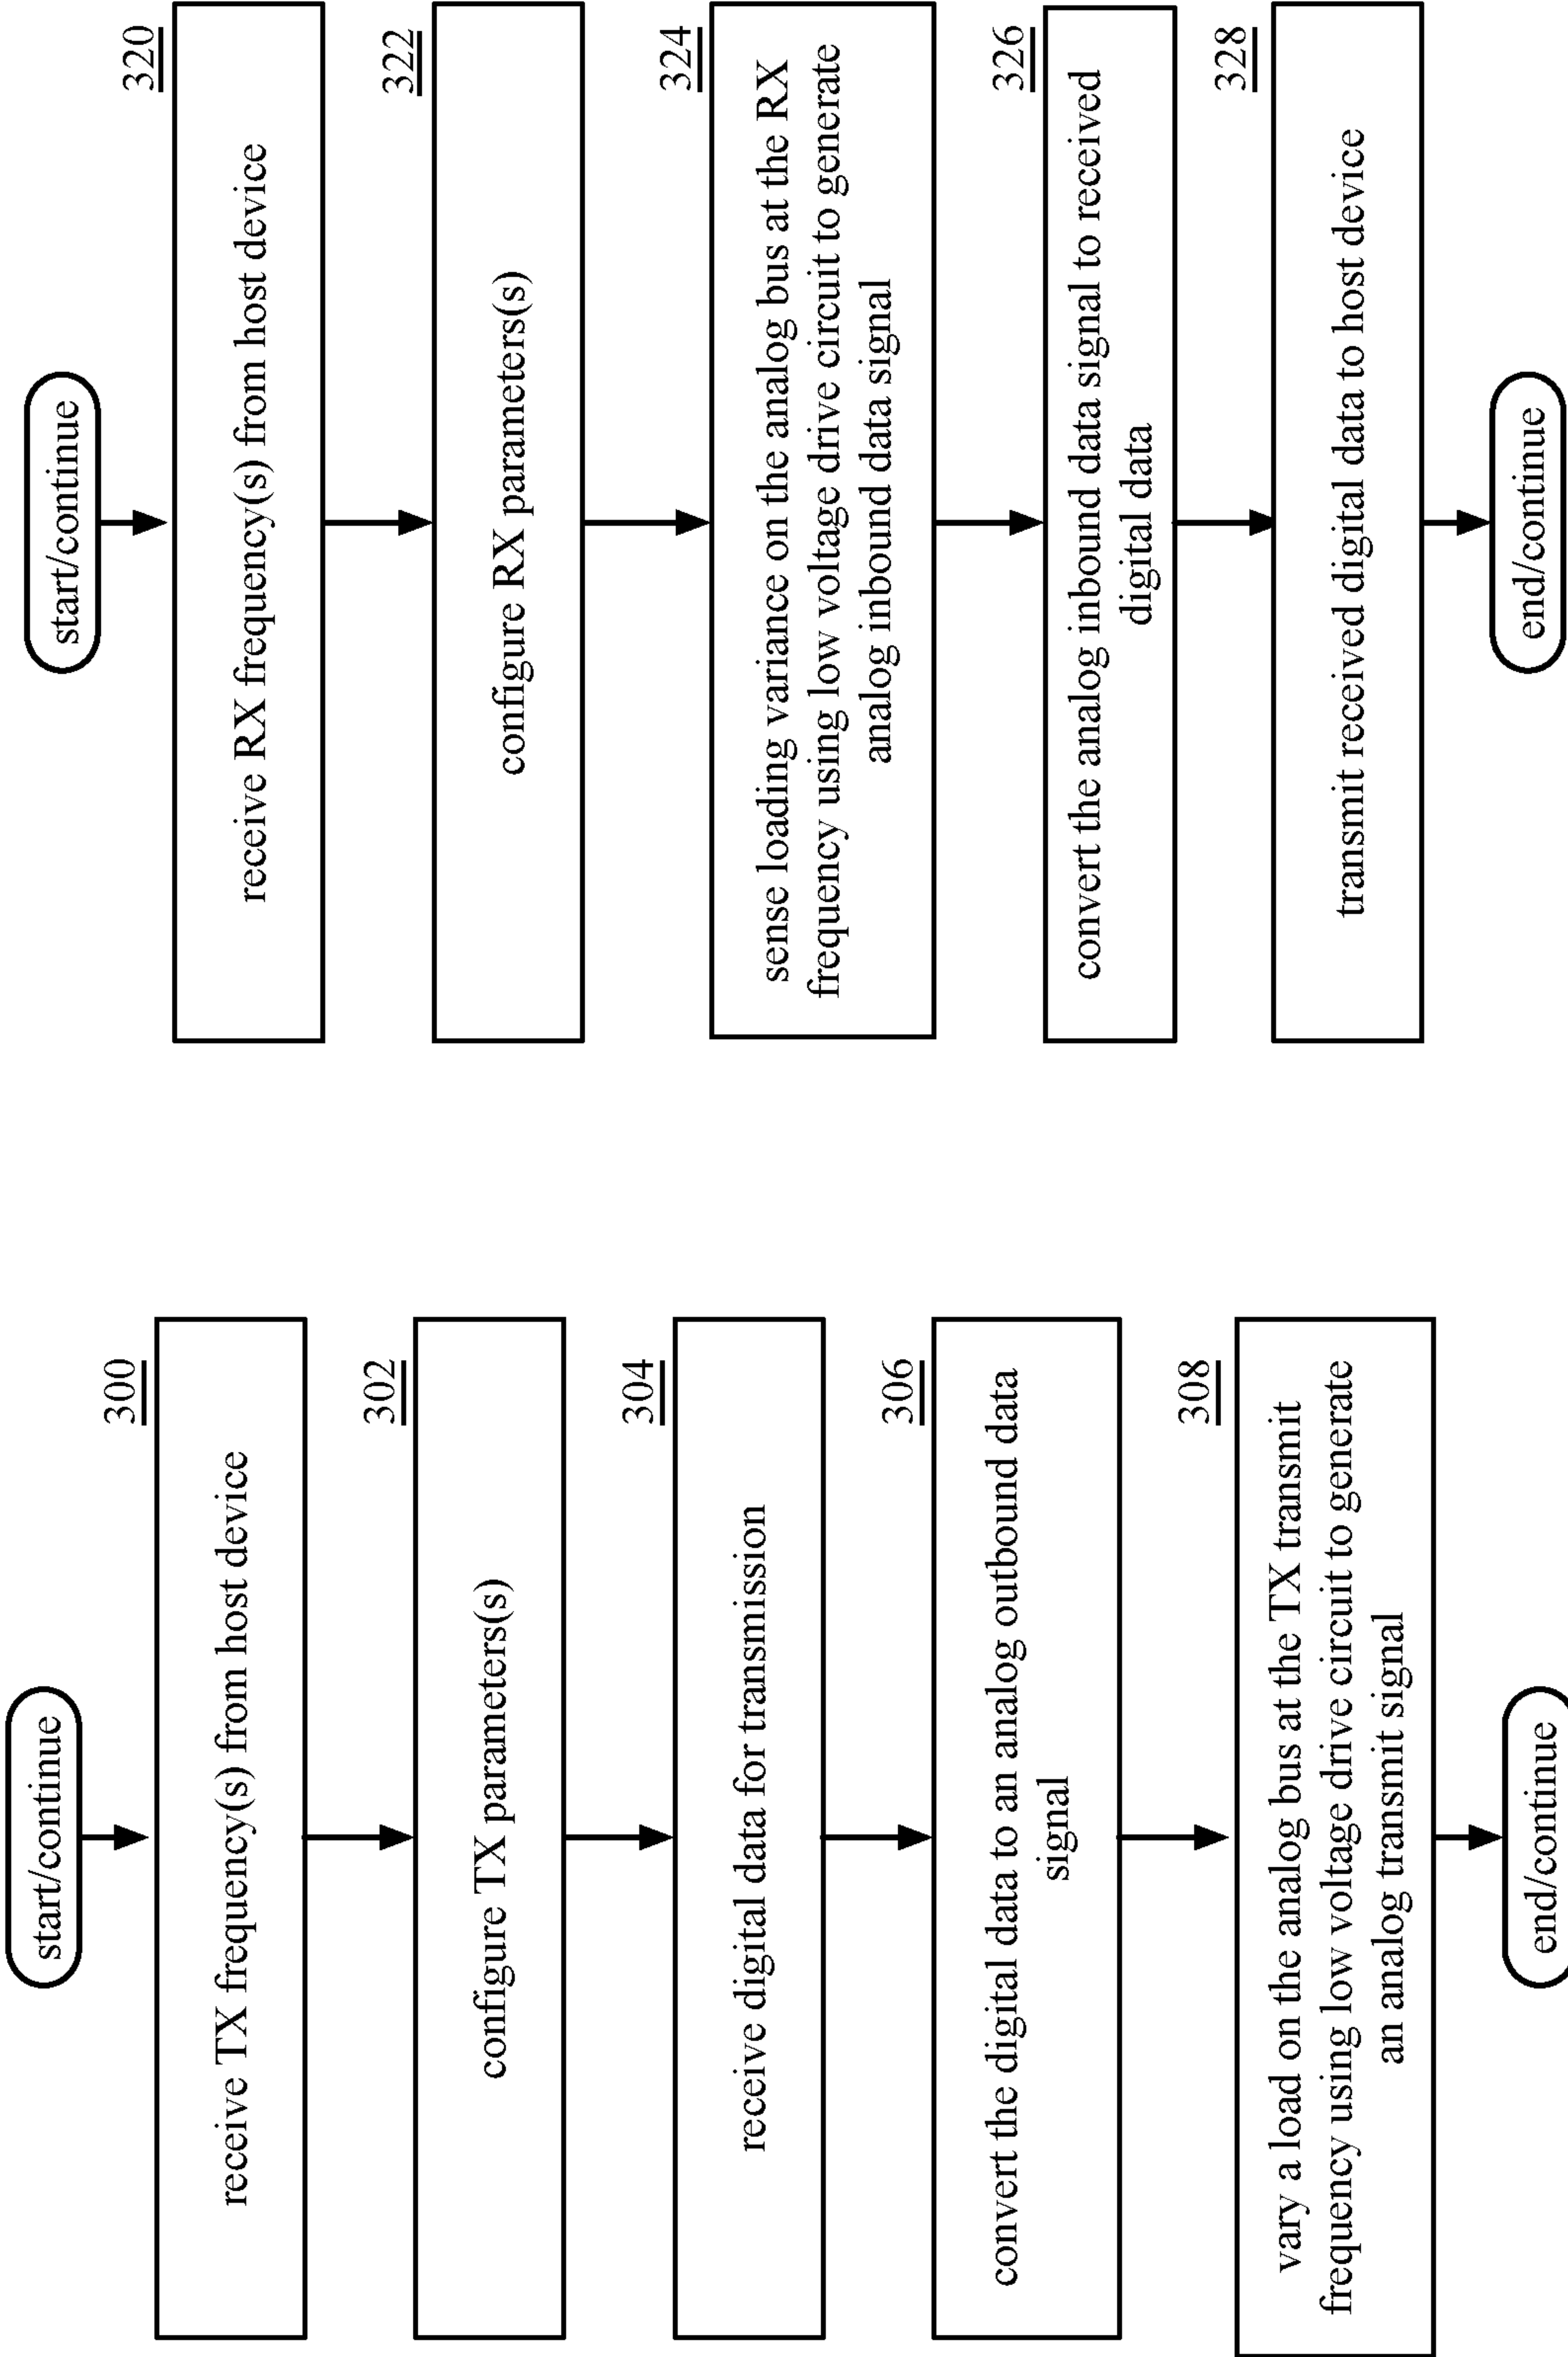 start/continue
300
receive TX frequency(s) from host device
302
configure TX parameters(s)
304
receive digital data for transmission
306
convert the digital data to an analog outbound data
signal
308
vary a load on the analog bus at the TX transmit
frequency using low voltage drive circuit to generate
an analog transmit signal
end/continue
start/continue
320
receive RX frequency(s) from host device
322
configure RX parameters(s)
324
sense loading variance on the analog bus at the RX
frequency using low voltage drive circuit to generate
analog inbound data signal
326
convert the analog inbound data signal to received
digital data
328
transmit received digital data to host device
end/continue